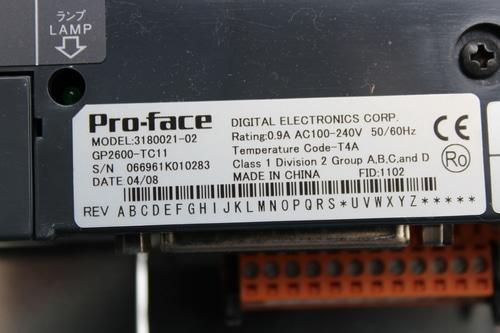 ランプ
LAMP
Pro-face
DIGITAL ELECTRONICS CORP.
MODEL:3180021-02
Rating:0.9A AC100-240V 50/60Hz
GP2600-TC11
Temperature Code-T4A
S/N 066961K010283
Class 1 Division 2 Group A,B,C,and D
DATE 04/08
MADE IN CHINA
FID:1102
CE
Ro
REV ABCDEFGHIJKLMNOPQRS*UVWXYZ*****